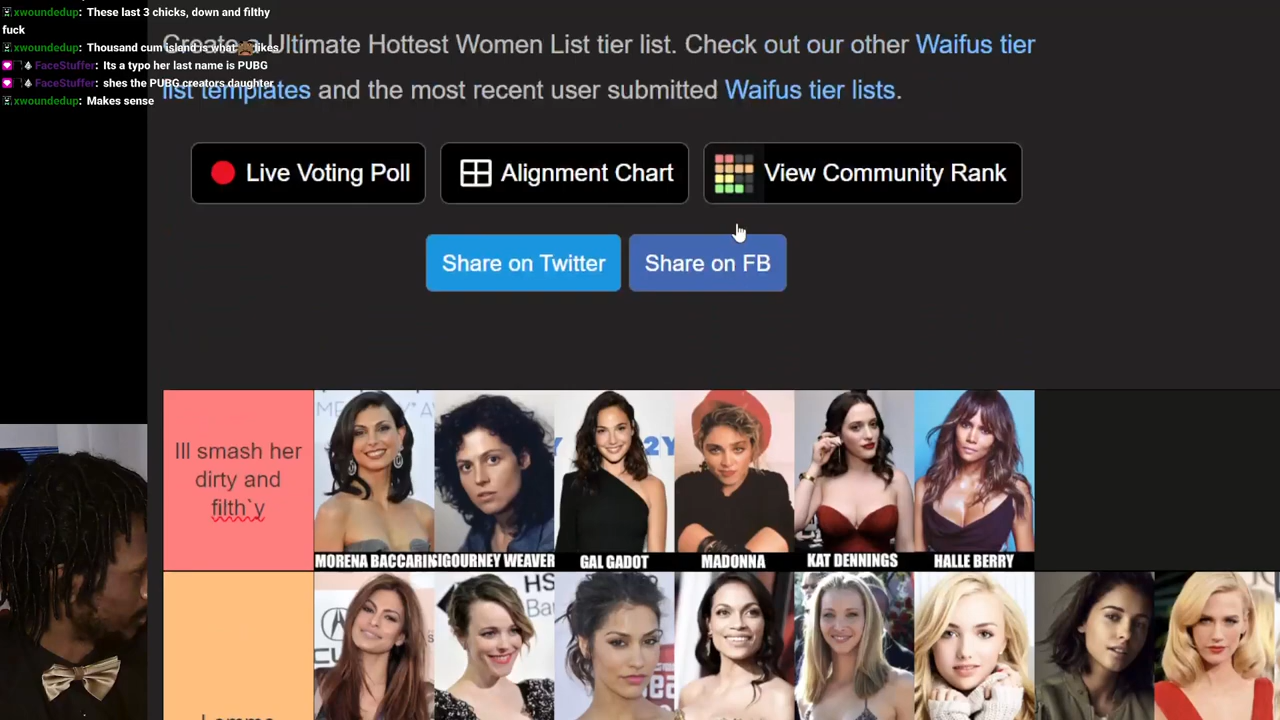 xwoundedup: These last 3 chicks, down and filthy
fuck
xwoundedup: Thousand cum island is what likes
FaceStuffer: Its a typo her last name is PUBG
FaceStuffer: shes the PUBG creators daughter
xwoundedup: Makes sense
Create a Ultimate Hottest Women List tier list. Check out our other Waifus tier
list templates and the most recent user submitted Waifus tier lists.
Live Voting Poll
Alignment Chart
View Community Rank
Share on Twitter
Share on FB
Ill smash her
dirty and
filth`y
MORENA BACCARIN
SIGOURNEY WEAVER
GAL GADOT
MADONNA
KAT DENNINGS
HALLE BERRY